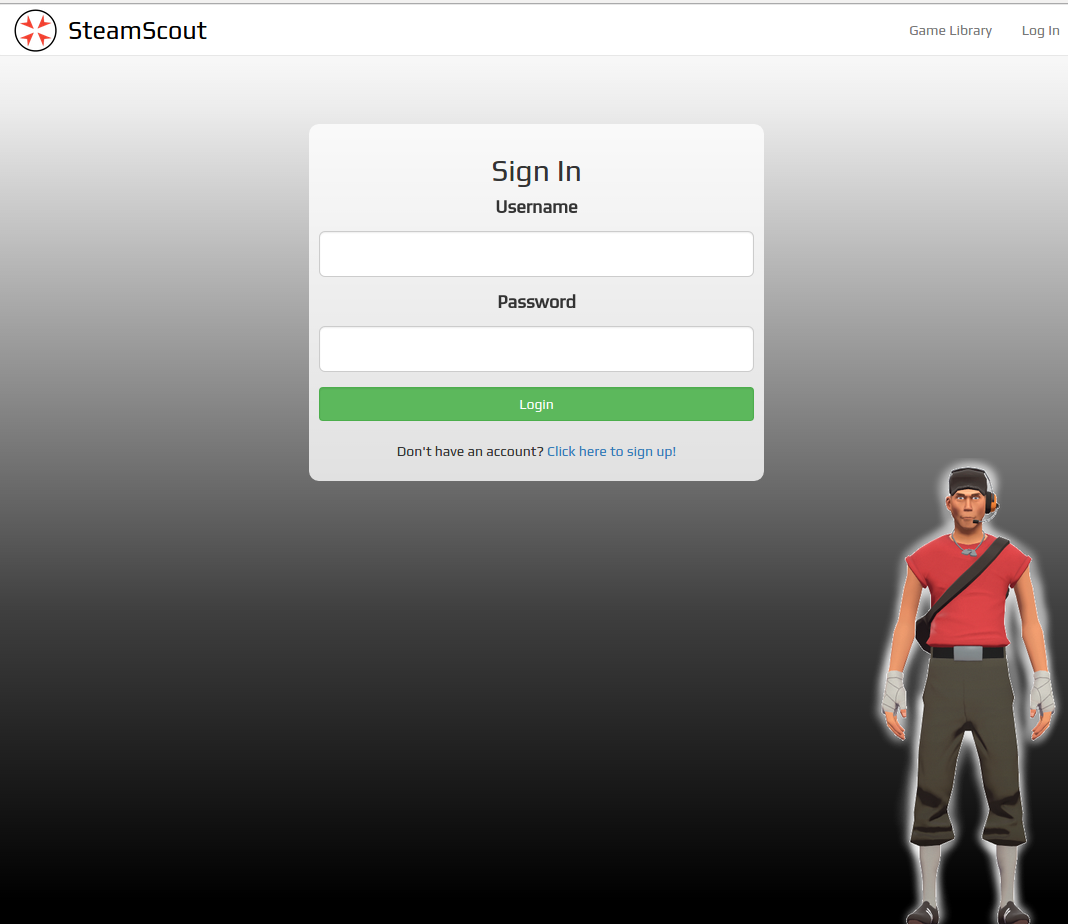 SteamScout
Game Library
Log In
Sign In
Username
Password
Login
Don't have an account? Click here to sign up!